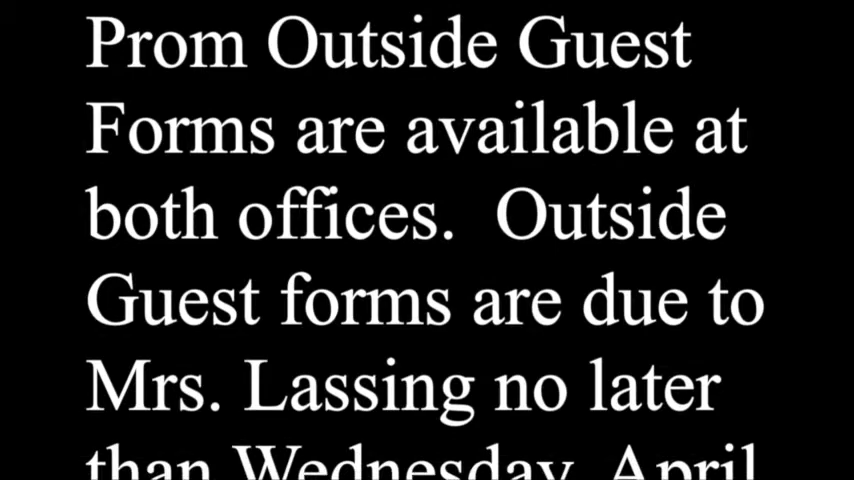 Prom Outside Guest
Forms are available at
both offices.  Outside
Guest forms are due to
Mrs. Lassing no later
than Wednesday, April